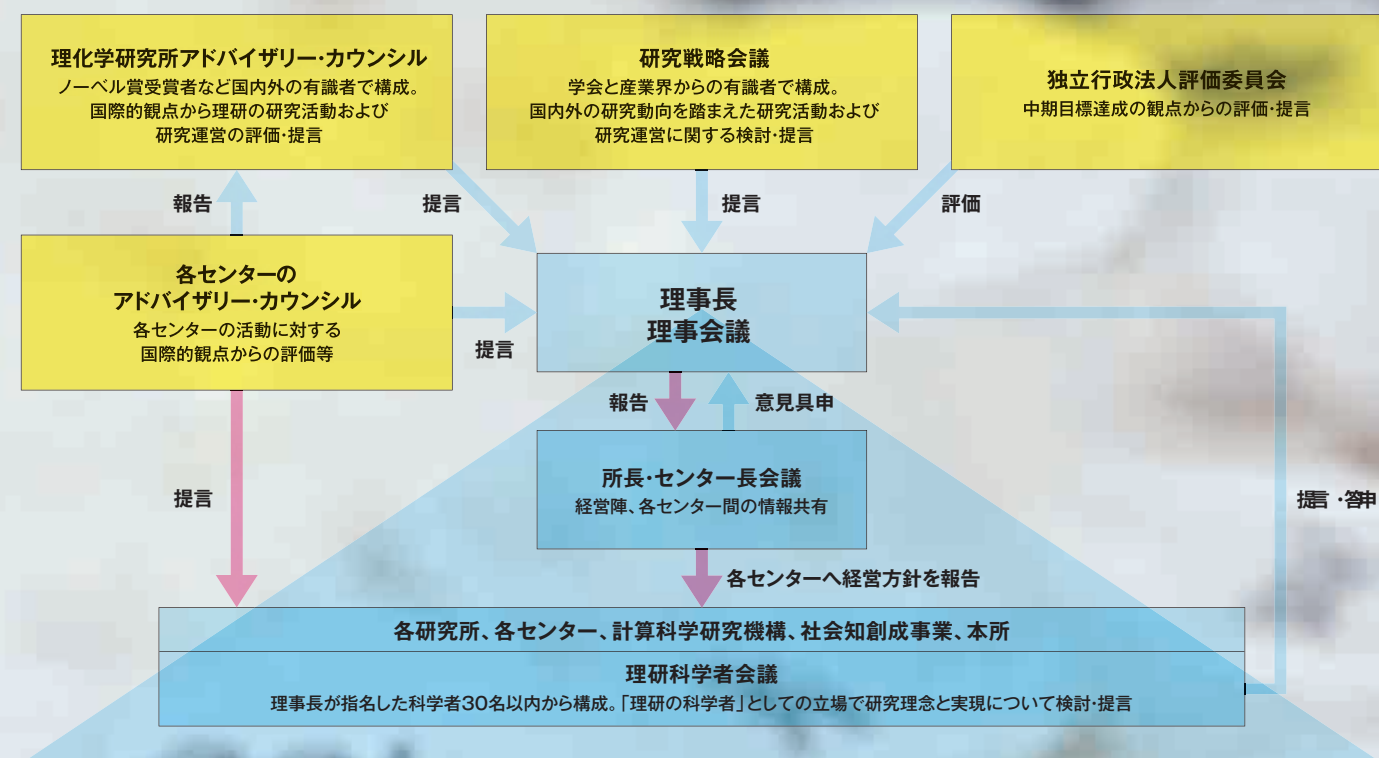 理化学研究所アドバイザリー・カウンシル
ノーベル賞受賞者など国内外の有識者で構成。
国際的観点から理研の研究活動および
研究運営の評価・提言
研究戦略会議
学会と産業界からの有識者で構成。
国内外の研究動向を踏まえた研究活動および
研究運営に関する検討・提言
独立行政法人評価委員会
中期目標達成の観点からの評価・提言
報告
提言
提言
評価
各センターの
アドバイザリー・カウンシル
各センターの活動に対する
国際的観点からの評価等
提言
理事長
理事会議
報告
意見具申
所長・センター長会議
経営陣、各センター間の情報共有
提言
提言・答申
各センターへ経営方針を報告
各研究所、各センター、計算科学研究機構、社会知創成事業、本所
理研科学者会議
理事長が指名した科学者30名以内から構成。「理研の科学者」としての立場で研究理念と実現について検討・提言